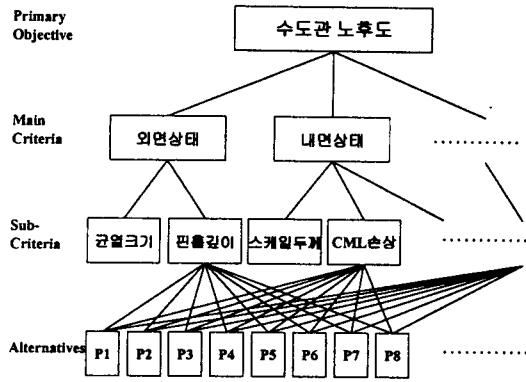 Primary
Objective
수도관 노후도
Main
Criteria
외면상태
내면상태
..............
Sub-
Criteria
균열크기
핀홀깊이
스케일두께
CML손상
..............
Alternatives
P1
P2
P3
P4
P5
P6
P7
P8
..............